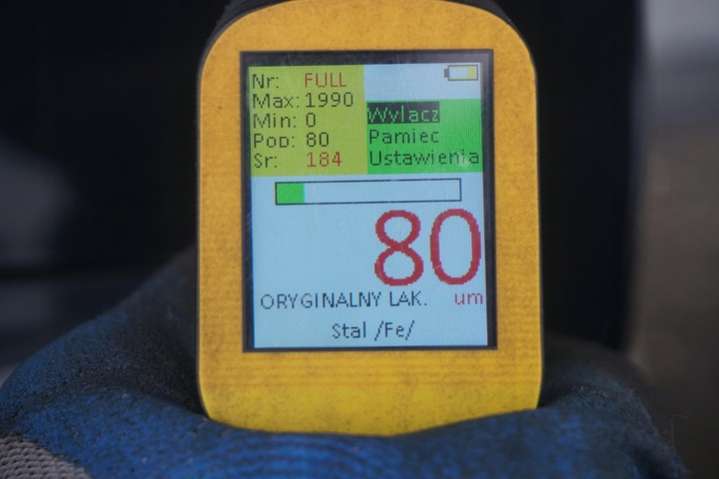 Nr: FULL
Max: 1990
Min: 0
Pop: 80
Sr: 184
Wylacz
Pamiec
Ustawienia
80
ORYGINALNY LAK. um
Stal /Fe/